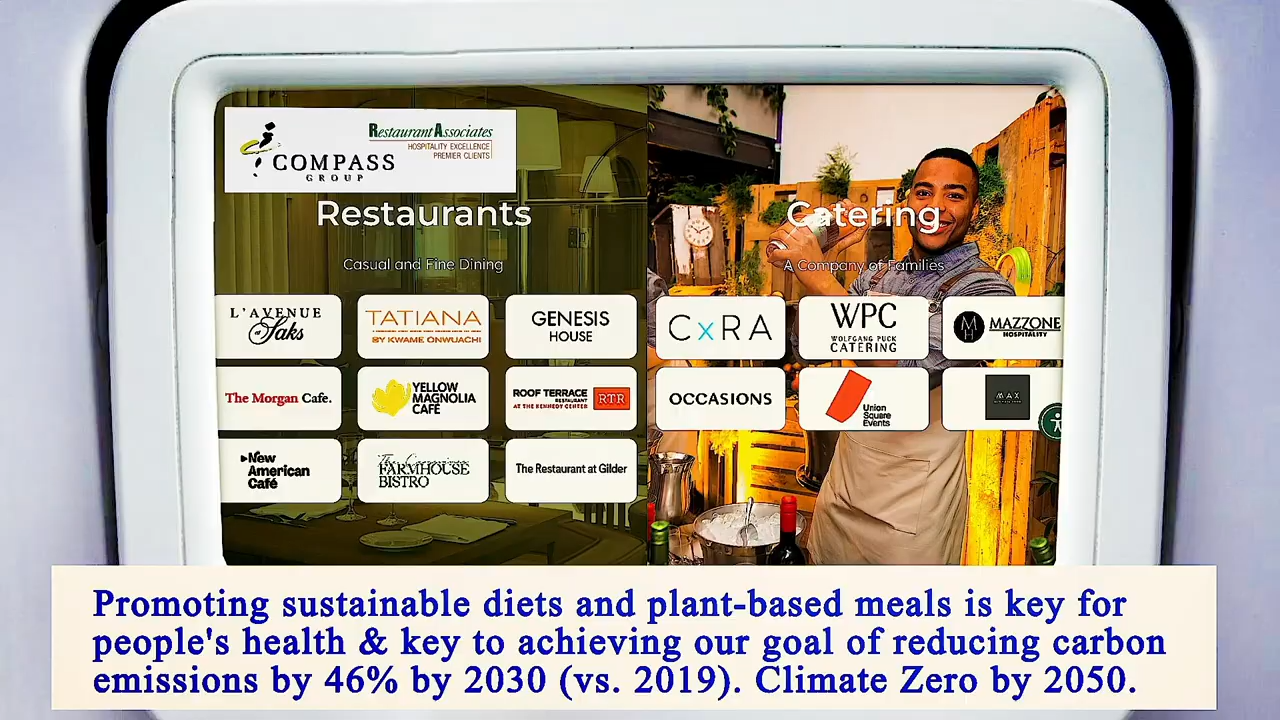 Restaurant Associates
HOSPITALITY EXCELLENCE
PREMIER CLIENTS
COMPASS
GROUP
Restaurants
Casual and Fine Dining
L'AVENUE
Saks
TATIANA
BY KWAME ONWUACHI
GENESIS
HOUSE
The Morgan Cafe.
YELLOW
MAGNOLIA
CAFÉ
ROOF TERRACE
RESTAURANT
AT THE KENNEDY CENTER
RTR
New
American
Café
FARMHOUSE
BISTRO
The Restaurant at Gilder
Catering
A Company of Families
CxRA
WPC
WOLFGANG PUCK
CATERING
MH
MAZZONE
HOSPITALITY
OCCASIONS
Union
Square
Events
MAX
Promoting sustainable diets and plant-based meals is key for
people's health & key to achieving our goal of reducing carbon
emissions by 46% by 2030 (vs. 2019). Climate Zero by 2050.